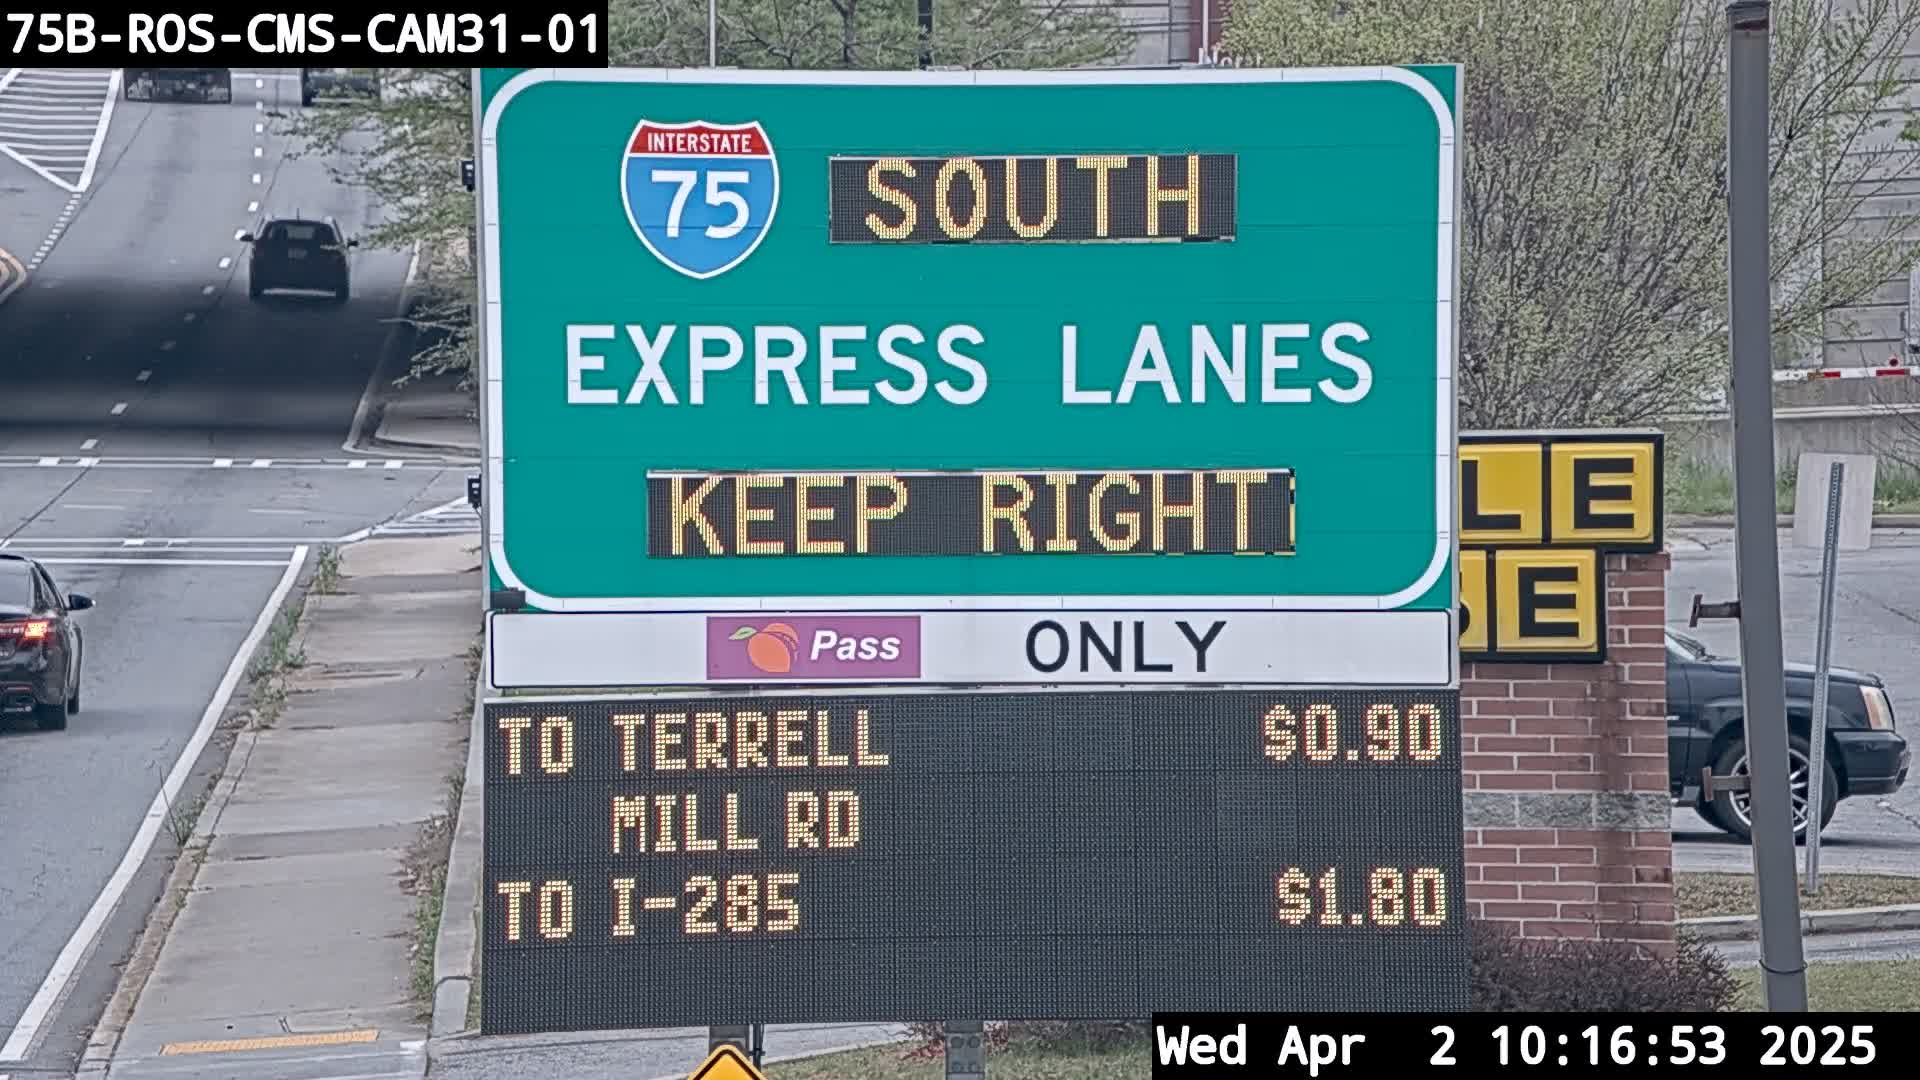 75B-ROS-CMS-CAM31-01
INTERSTATE
75
SOUTH
EXPRESS LANES
KEEP RIGHT
Pass ONLY
TO TERRELL $0.90
MILL RD
TO I-285 $1.80
LE
E
Wed Apr 2 10:16:53 2025